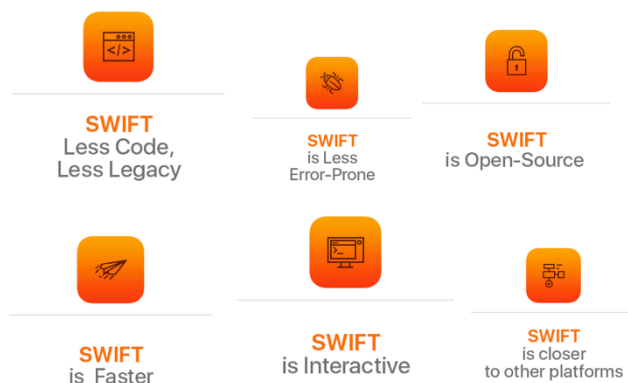 SWIFT
Less Code,
Less Legacy
SWIFT
is Less
Error-Prone
SWIFT
is Open-Source
SWIFT
is Faster
SWIFT
is Interactive
SWIFT
is closer
to other platforms